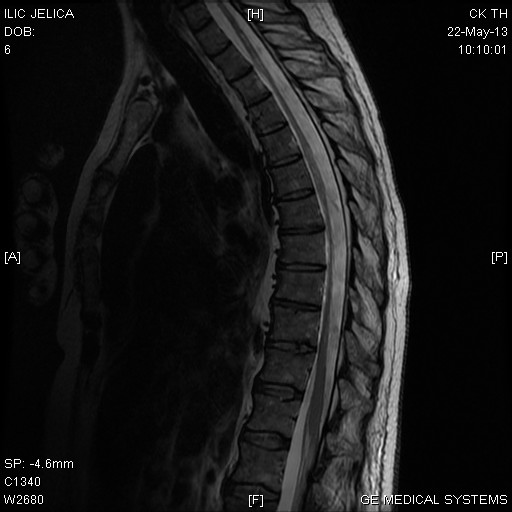 ILIC JELICA
DOB:
6
[H]
CK TH
22-May-13
10:10:01
[A]
[P]
SP: -4.6mm
C1340
W2680
[F]
GE MEDICAL SYSTEMS